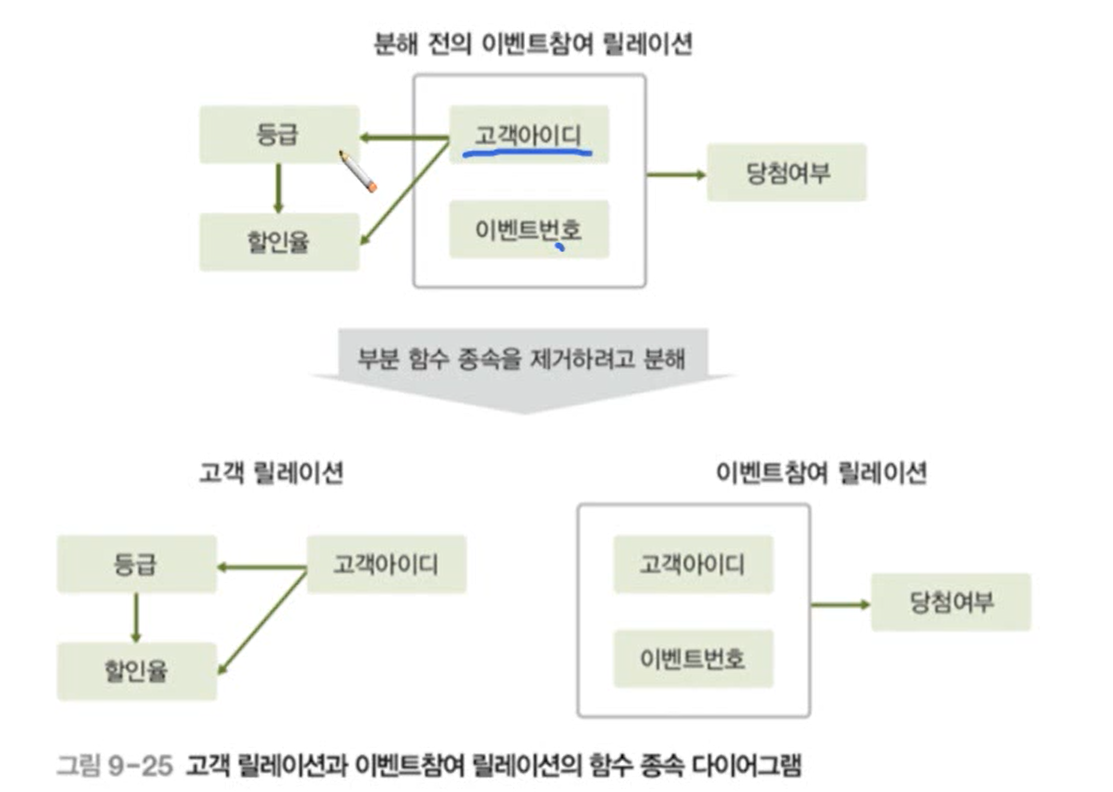 분해 전의 이벤트참여 릴레이션
등급
고객아이디
당첨여부
할인율
이벤트번호
부분 함수 종속을 제거하려고 분해
고객 릴레이션
이벤트참여 릴레이션
등급
고객아이디
고객아이디
당첨여부
할인율
이벤트번호
그림 9-25 고객 릴레이션과 이벤트참여 릴레이션의 함수 종속 다이어그램